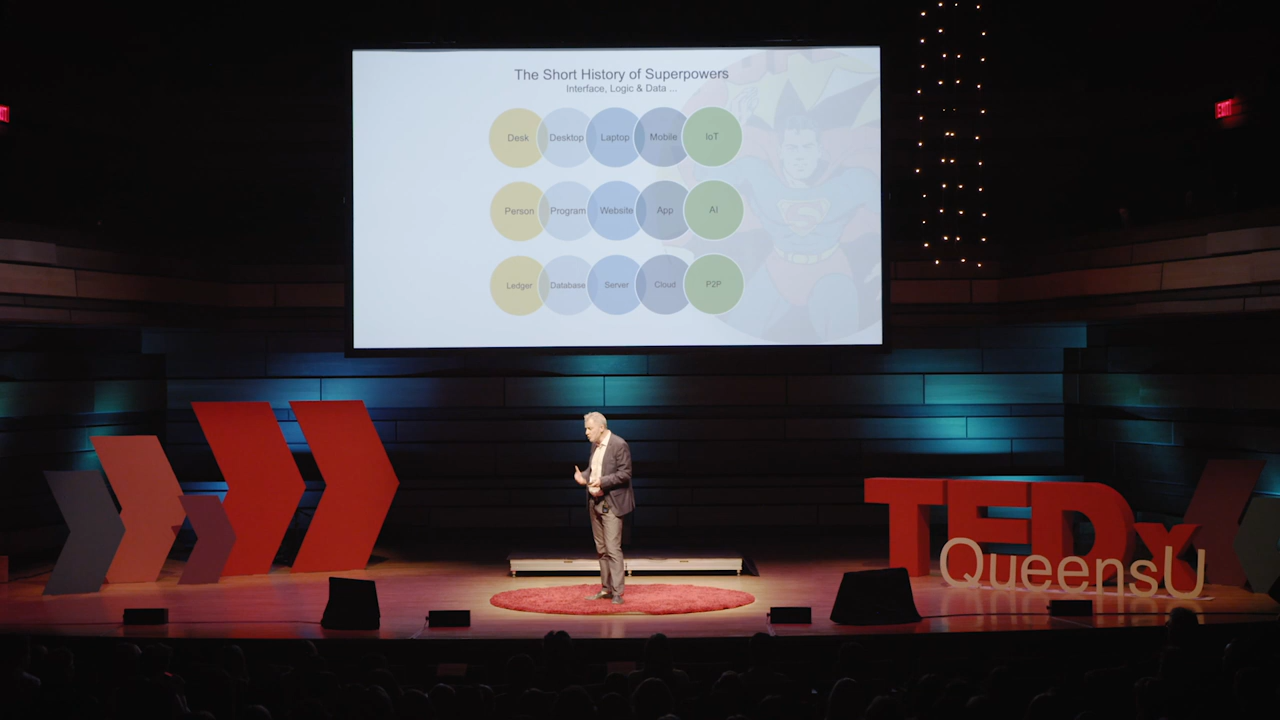 The Short History of Superpowers
Interface, Logic & Data ...
Desk Desktop Laptop Mobile IoT
Person Program Website App AI
Ledger Database Server Cloud P2P
EXIT
TEDx
QueensU